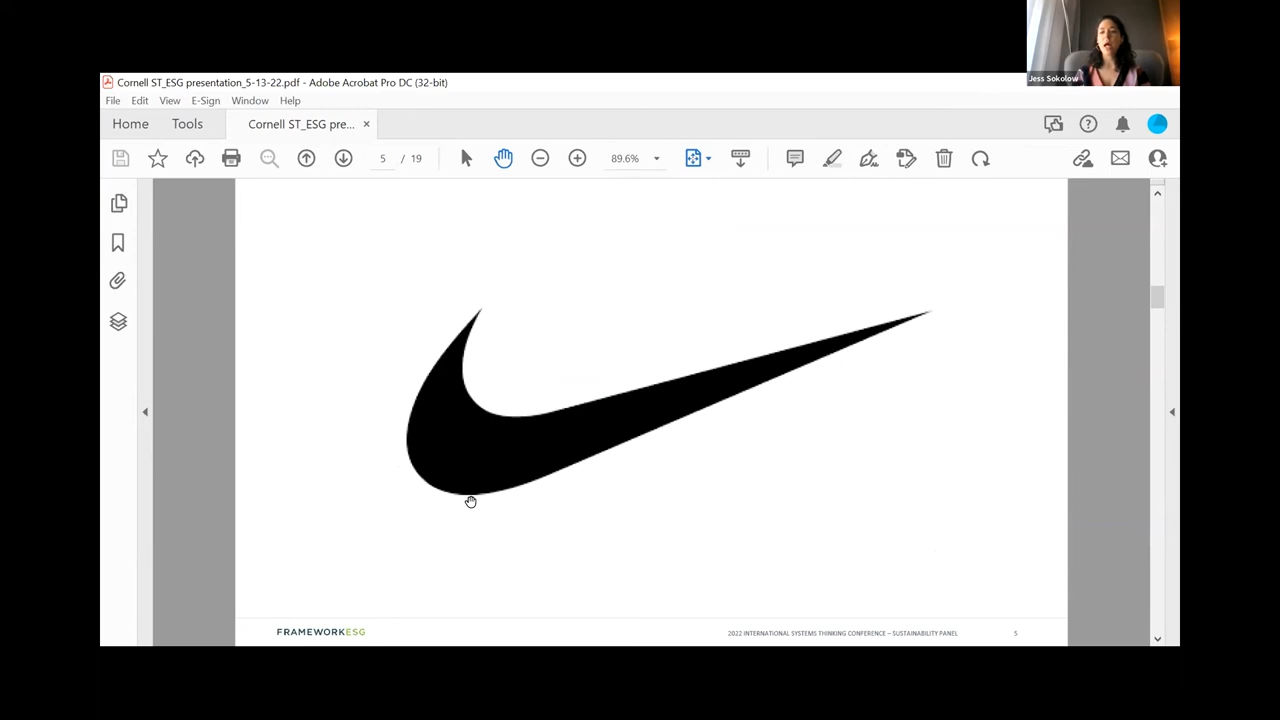 Jess Sokolow
Cornell ST_ESG presentation_5-13-22.pdf - Adobe Acrobat Pro DC (32-bit)
File Edit View E-Sign Window Help
Home Tools Cornell ST_ESG pre... ×
5 / 19 89.6%
FRAMEWORKESG 2022 INTERNATIONAL SYSTEMS THINKING CONFERENCE – SUSTAINABILITY PANEL 5